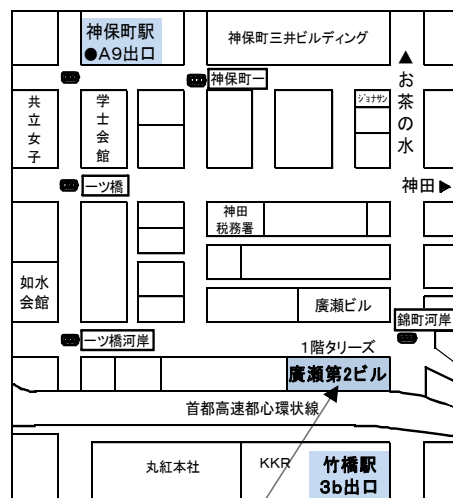 神保町駅
●A9出口
神保町三井ビルディング
▲お茶の水
神保町一
共立女子
学士会館
ジョナサン
一ツ橋
神田▶
神田
税務署
如水
会館
廣瀬ビル
錦町河岸
一ツ橋河岸
1階タリーズ
廣瀬第2ビル
首都高速都心環状線
丸紅本社
KKR
竹橋駅
3b出口